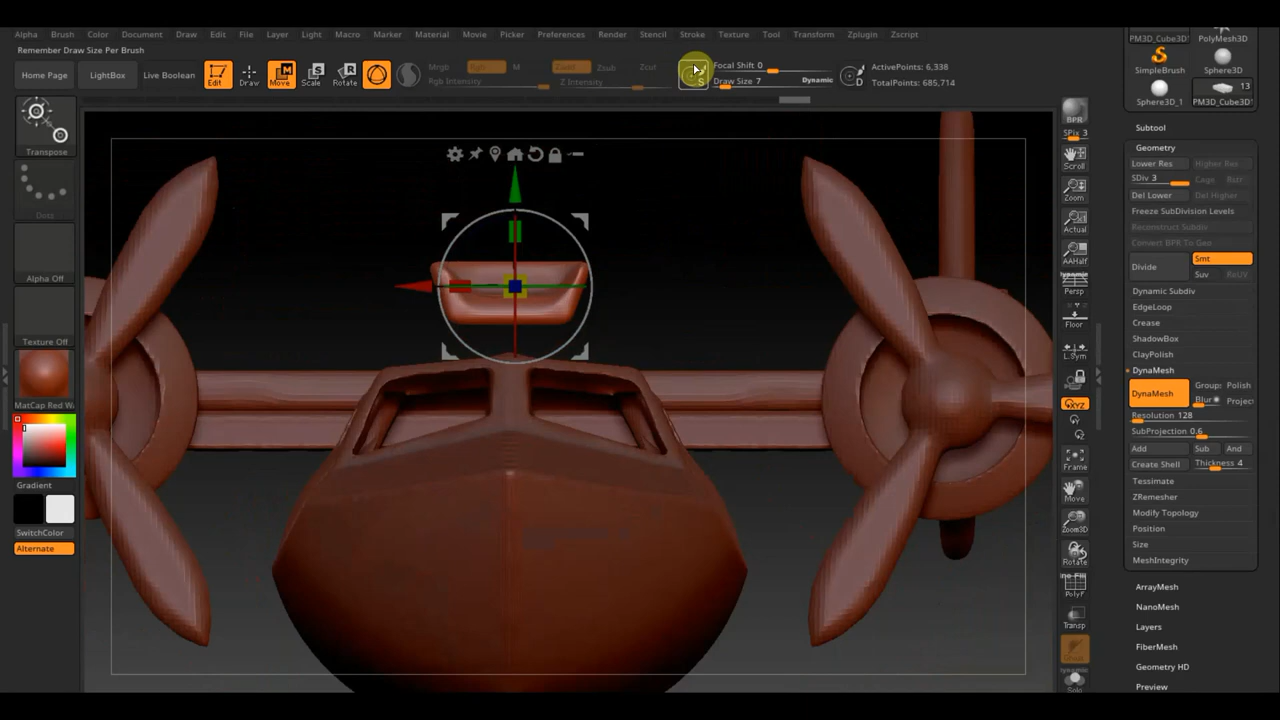 Alpha Brush Color Document Draw Edit File Layer Light Macro Marker Material Movie Picker Preferences Render Stencil Stroke Texture Tool Transform Zplugin Zscript
Remember Draw Size Per Brush
Home Page
LightBox
Live Boolean
Edit
Draw
Move
Scale
Rotate
Mrgb
Rgb
M
Zadd
Zsub
Zcut
Rgb Intensity
Z Intensity
S
Focal Shift 0
Draw Size 7
Dynamic
D
ActivePoints: 6,338
TotalPoints: 685,714
Transpose
Dots
Alpha Off
Texture Off
MatCap Red W
Gradient
SwitchColor
Alternate
BPR
SPix 3
Scroll
Zoom
Actual
AAHalf
Dynamic
Persp
Floor
L.Sym
XYZ
Frame
Move
Zoom3D
Rotate
PolyF
Transp
Ghost
Dynamic
Solo
PM3D_Cube3D
PolyMesh3D
SimpleBrush
Sphere3D
Sphere3D_1
13
PM3D_Cube3D
Subtool
Geometry
Lower Res
Higher Res
SDiv 3
Cage
Rstr
Del Lower
Del Higher
Freeze SubDivision Levels
Reconstruct Subdiv
Convert BPR To Geo
Divide
Smt
Suv
ReUV
Dynamic Subdiv
EdgeLoop
Crease
ShadowBox
ClayPolish
DynaMesh
DynaMesh
Group
Polish
Blur
Projec
Resolution 128
SubProjection 0.6
Add
Sub
And
Create Shell
Thickness 4
Tessimate
ZRemesher
Modify Topology
Position
Size
MeshIntegrity
ArrayMesh
NanoMesh
Layers
FiberMesh
Geometry HD
Preview